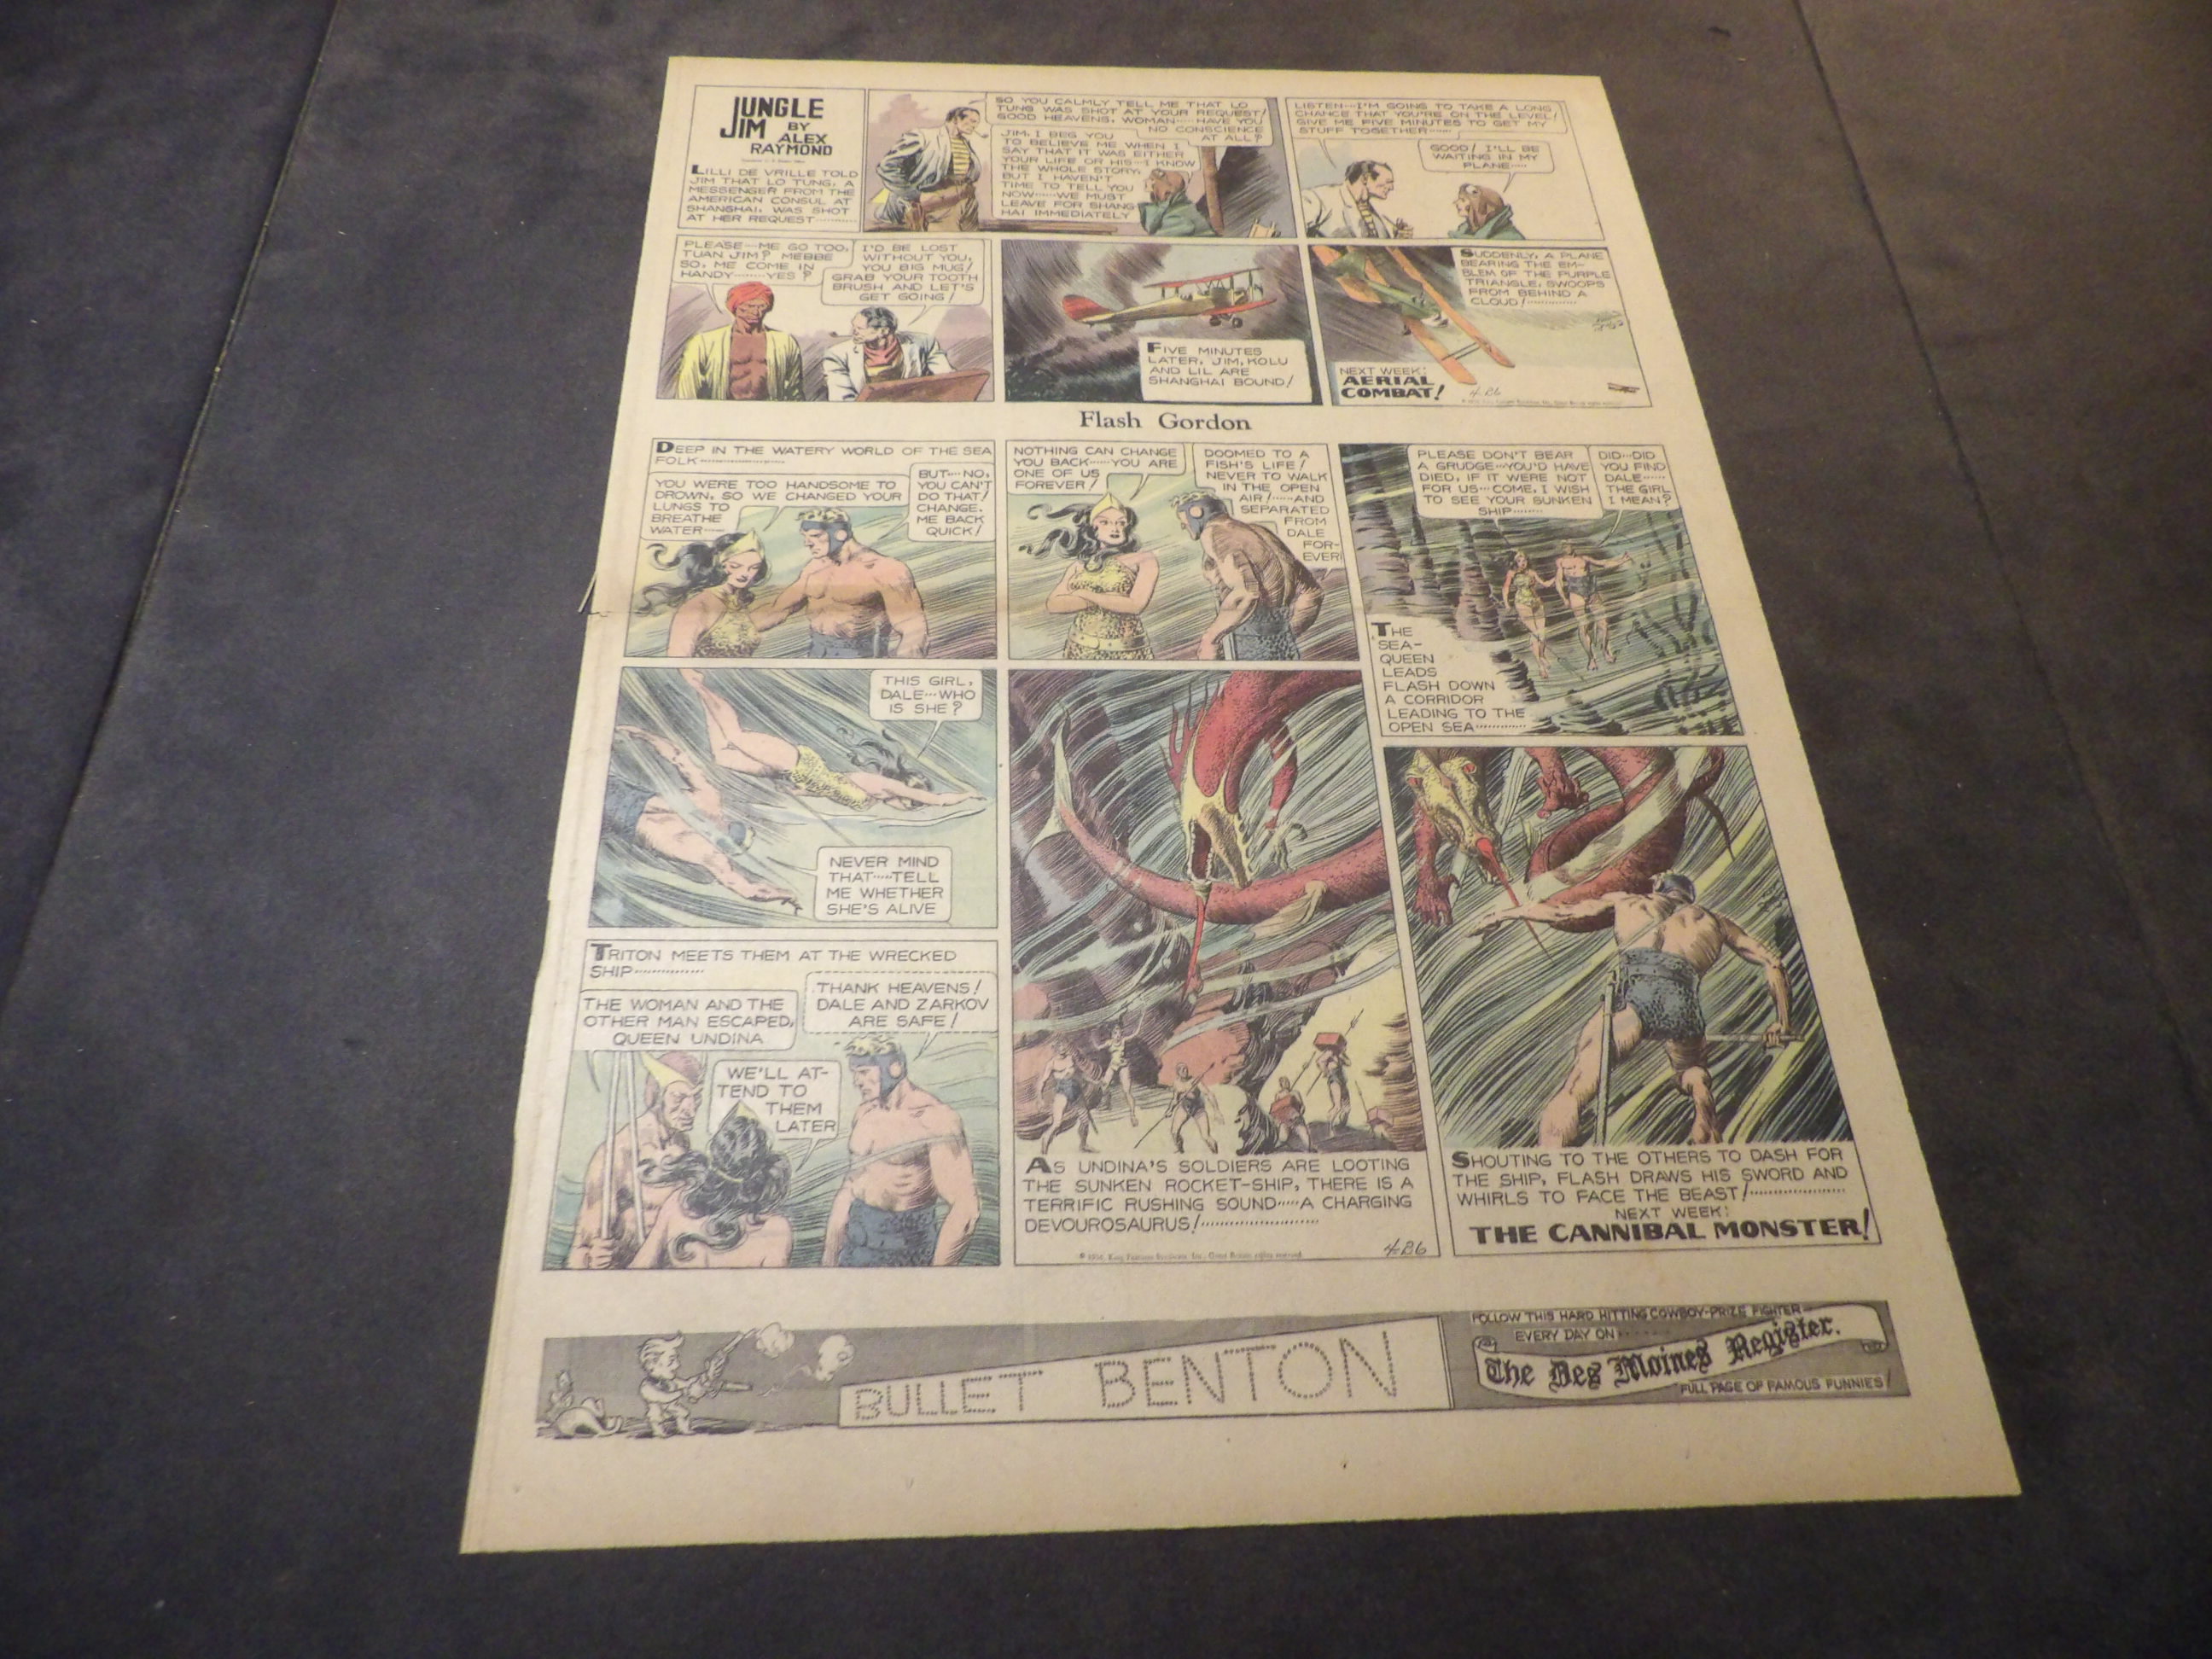 JUNGLE
JIM BY
ALEX
RAYMOND
LILLI DE VRILLE TOLD
JIM THAT LO TUNG, A
MESSENGER FROM THE
AMERICAN CONSUL AT
SHANGHAI, WAS SHOT
AT HER REQUEST..........
SO YOU CALMLY TELL ME THAT LO
TUNG WAS SHOT AT YOUR REQUEST!
GOOD HEAVENS, WOMAN.....HAVE YOU
NO CONSCIENCE
AT ALL?
JIM, I BEG YOU
TO BELIEVE ME WHEN I
SAY THAT IT WAS EITHER
YOUR LIFE OR HIS...I KNOW
THE WHOLE STORY,
BUT I HAVEN'T
TIME TO TELL YOU
NOW.....WE MUST
LEAVE FOR SHANG
HAI IMMEDIATELY
LISTEN...I'M GOING TO TAKE A LONG
CHANCE THAT YOU'RE ON THE LEVEL!
GIVE ME FIVE MINUTES TO GET MY
STUFF TOGETHER.....
GOOD! I'LL BE
WAITING IN MY
PLANE.....
PLEASE...ME GO TOO,
TUAN JIM? MEBBE
SO, ME COME IN
HANDY.......YES?
I'D BE LOST
WITHOUT YOU,
YOU BIG MUG!
GRAB YOUR TOOTH
BRUSH AND LET'S
GET GOING!
FIVE MINUTES
LATER, JIM, KOLU
AND LIL ARE
SHANGHAI BOUND!
SUDDENLY, A PLANE
BEARING THE EM-
BLEM OF THE PURPLE
TRIANGLE, SWOOPS
FROM BEHIND A
CLOUD!............
NEXT WEEK:
AERIAL
COMBAT!
Flash Gordon
DEEP IN THE WATERY WORLD OF THE SEA
FOLK.................
YOU WERE TOO HANDSOME TO
DROWN, SO WE CHANGED YOUR
LUNGS TO
BREATHE
WATER.....
BUT....NO,
YOU CAN'T
DO THAT!
CHANGE.
ME BACK
QUICK!
NOTHING CAN CHANGE
YOU BACK.....YOU ARE
ONE OF US
FOREVER!
DOOMED TO A
FISH'S LIFE!
NEVER TO WALK
IN THE OPEN
AIR!.....AND
SEPARATED
FROM
DALE
FOR-
EVER!
PLEASE DON'T BEAR
A GRUDGE...YOU'D HAVE
DIED, IF IT WERE NOT
FOR US...COME, I WISH
TO SEE YOUR SUNKEN
SHIP.......
DID...DID
YOU FIND
DALE.....
THE GIRL
I MEAN?
THE
SEA-
QUEEN
LEADS
FLASH DOWN
A CORRIDOR
LEADING TO THE
OPEN SEA...........
THIS GIRL,
DALE...WHO
IS SHE?
NEVER MIND
THAT.....TELL
ME WHETHER
SHE'S ALIVE
TRITON MEETS THEM AT THE WRECKED
SHIP..............
THE WOMAN AND THE
OTHER MAN ESCAPED,
QUEEN UNDINA
THANK HEAVENS!
DALE AND ZARKOV
ARE SAFE!
WE'LL AT-
TEND TO
THEM
LATER
AS UNDINA'S SOLDIERS ARE LOOTING
THE SUNKEN ROCKET-SHIP, THERE IS A
TERRIFIC RUSHING SOUND.....A CHARGING
DEVOUROSAURUS!.......................
SHOUTING TO THE OTHERS TO DASH FOR
THE SHIP, FLASH DRAWS HIS SWORD AND
WHIRLS TO FACE THE BEAST!...................
NEXT WEEK:
THE CANNIBAL MONSTER!
BULLET BENTON
FOLLOW THIS HARD HITTING COWBOY-PRIZE FIGHTER
EVERY DAY ON
The Des Moines Register.
FULL PAGE OF FAMOUS FUNNIES!